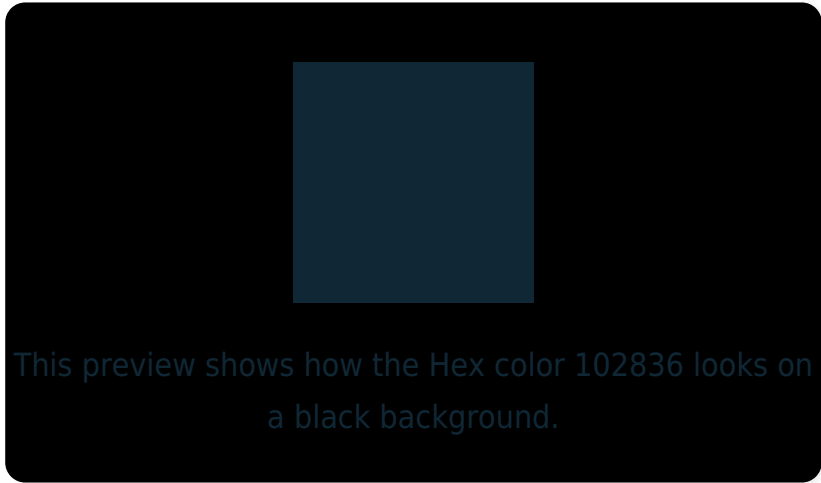 This preview shows how the Hex color 102836 looks on
a black background.